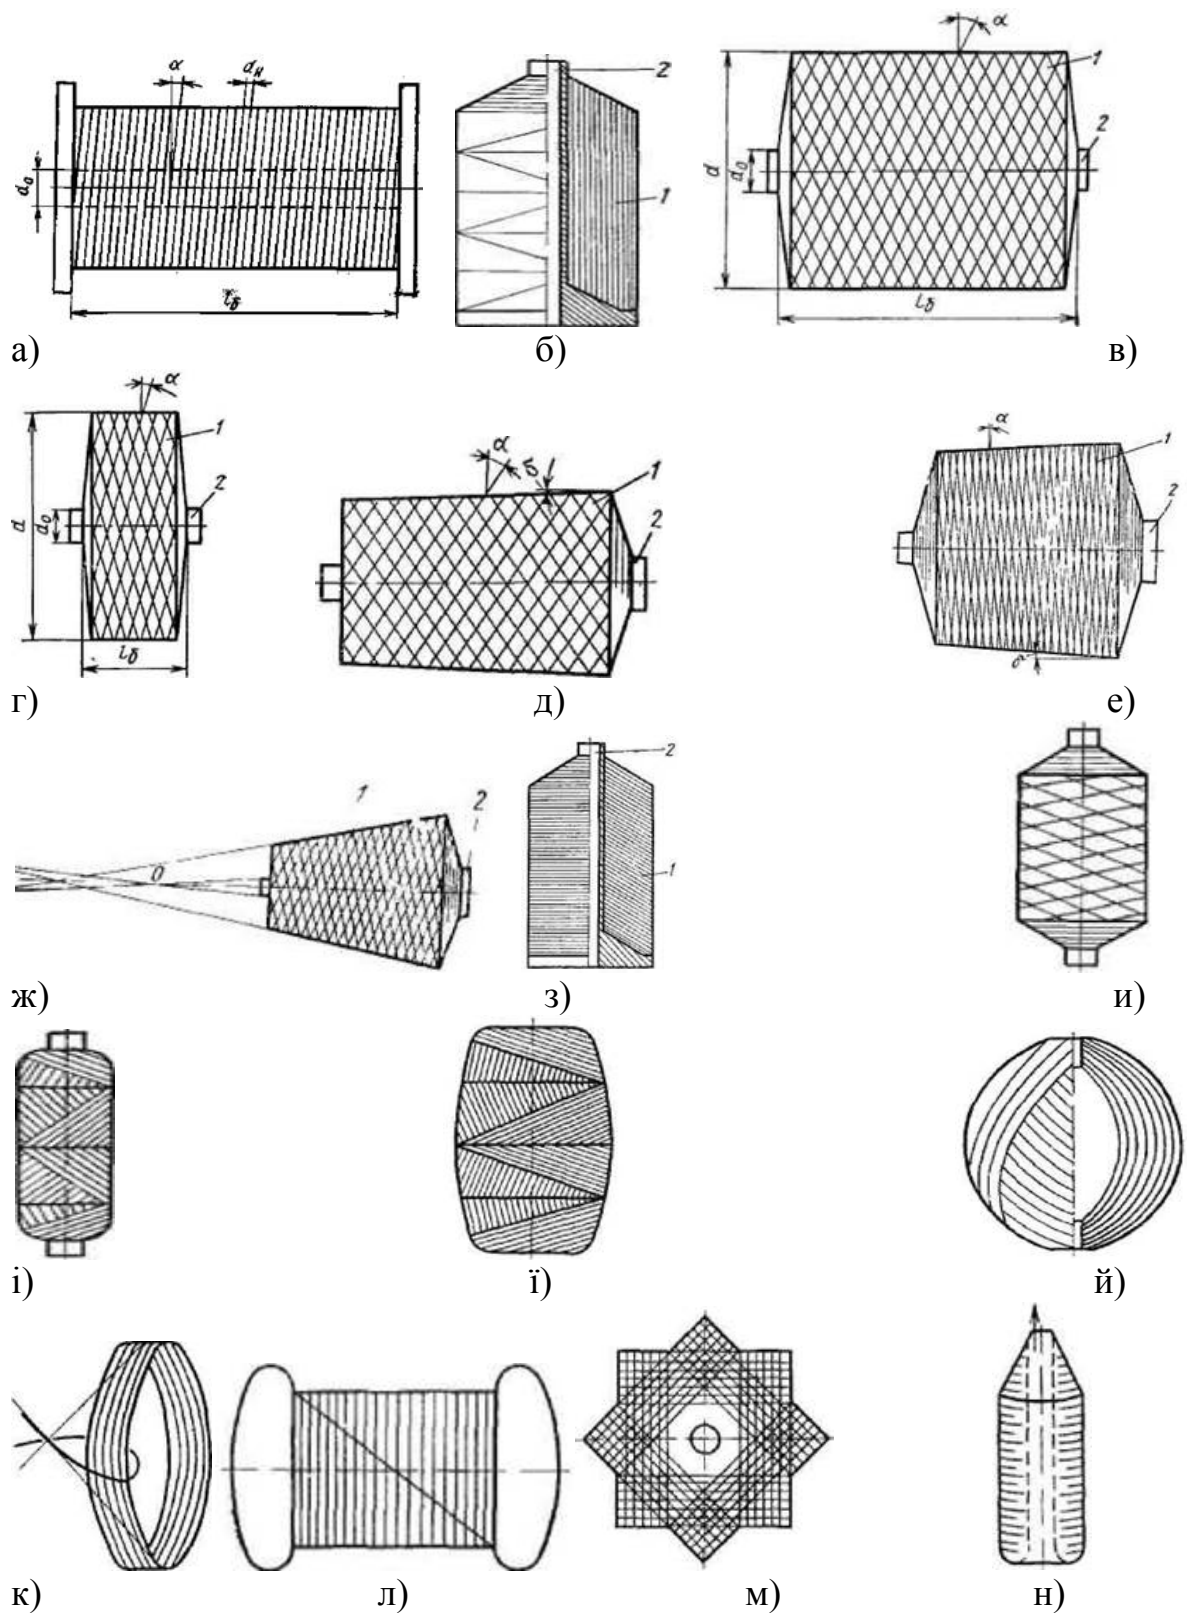 α dн
d₀
lб
2
1
α
1
2
d
d₀
lб
а) б) в)
α
1
2
d
d₀
lб
α
б
1
2
α
1
2
б
г) д) е)
1 2
О
2
1
ж) з) и)
і) ї) й)
к) л) м) н)